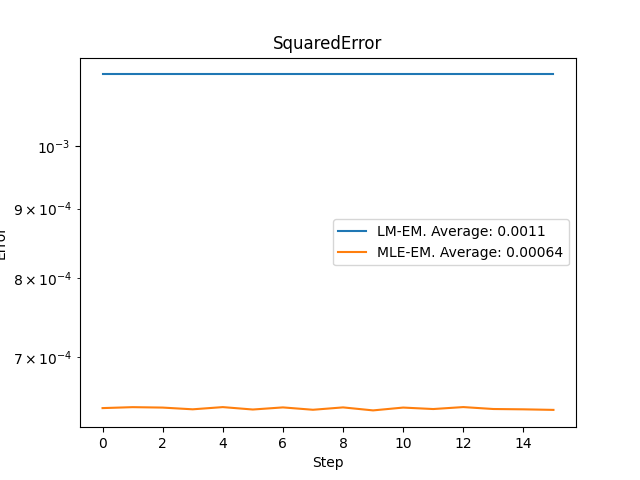 SquaredError
10⁻³
9 × 10⁻⁴
8 × 10⁻⁴
7 × 10⁻⁴
Error
LM-EM. Average: 0.0011
MLE-EM. Average: 0.00064
0 2 4 6 8 10 12 14
Step